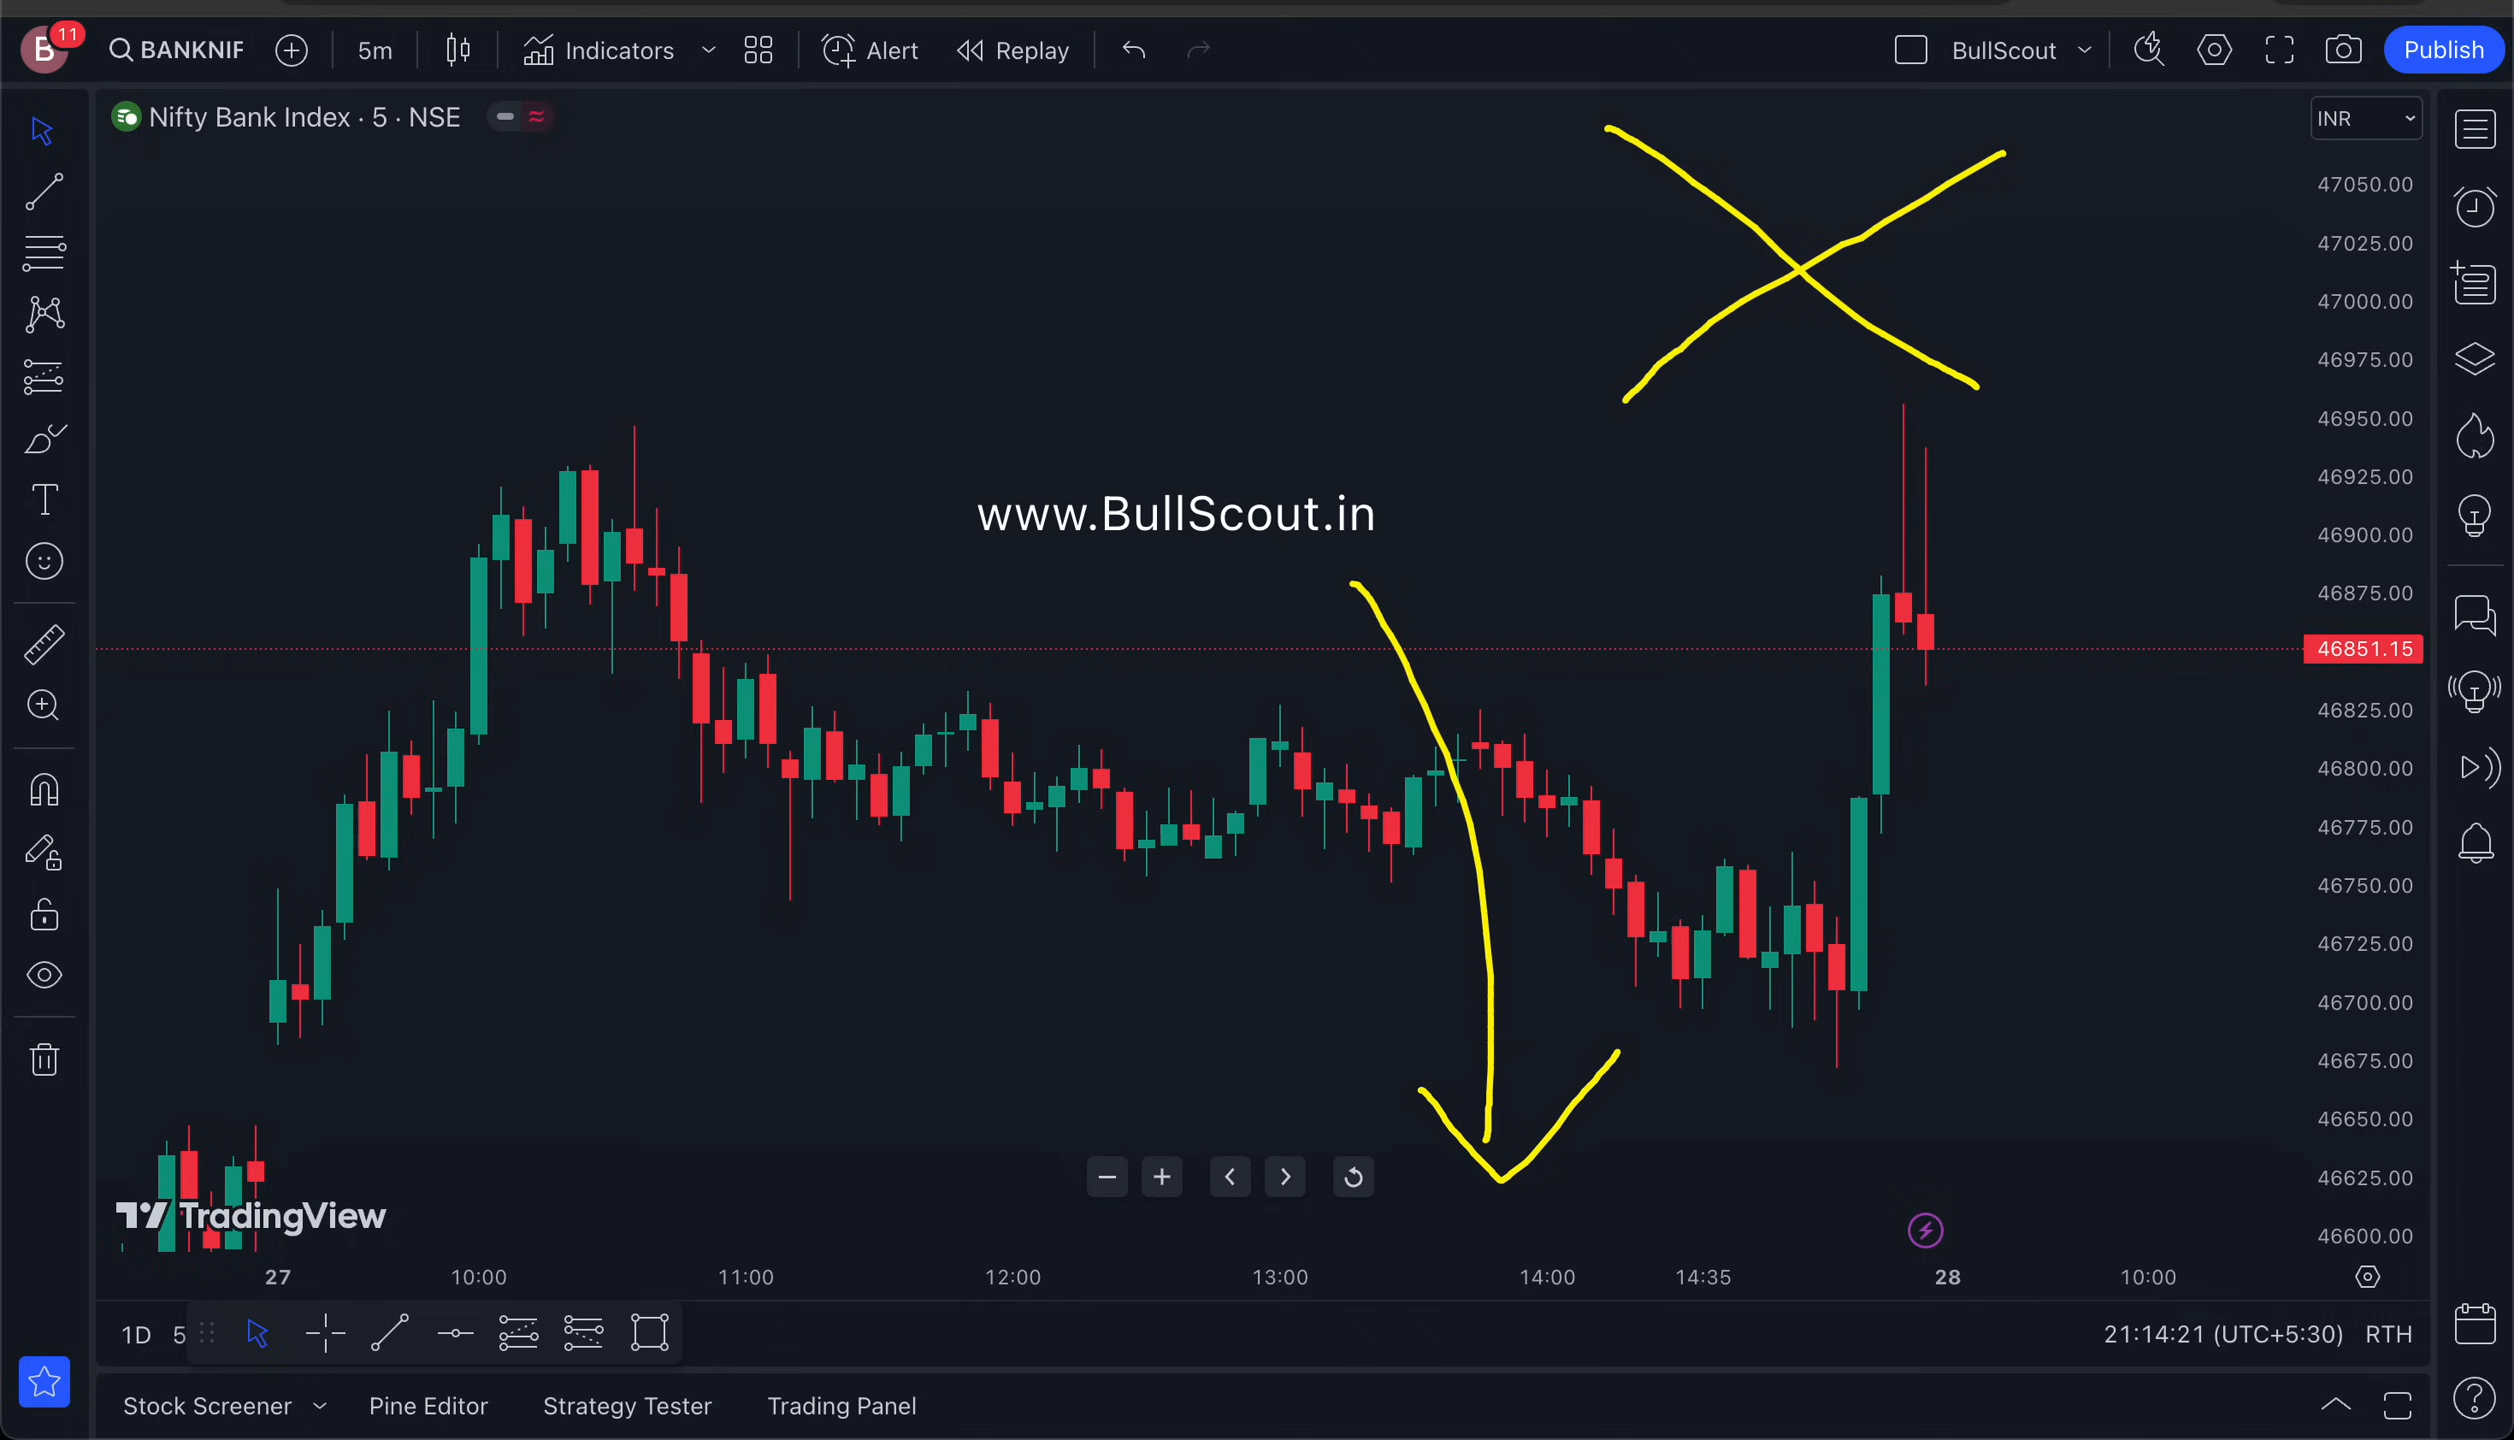 B 11 BANKNIF 5m Indicators Alert Replay BullScout Publish
Nifty Bank Index · 5 · NSE
INR
47050.00
47025.00
47000.00
46975.00
46950.00
46925.00
www.BullScout.in
46900.00
46875.00
46851.15
46825.00
46800.00
46775.00
46750.00
46725.00
46700.00
46675.00
46650.00
46625.00
TradingView
46600.00
27 10:00 11:00 12:00 13:00 14:00 14:35 28 10:00
1D 5 21:14:21 (UTC+5:30) RTH
Stock Screener Pine Editor Strategy Tester Trading Panel